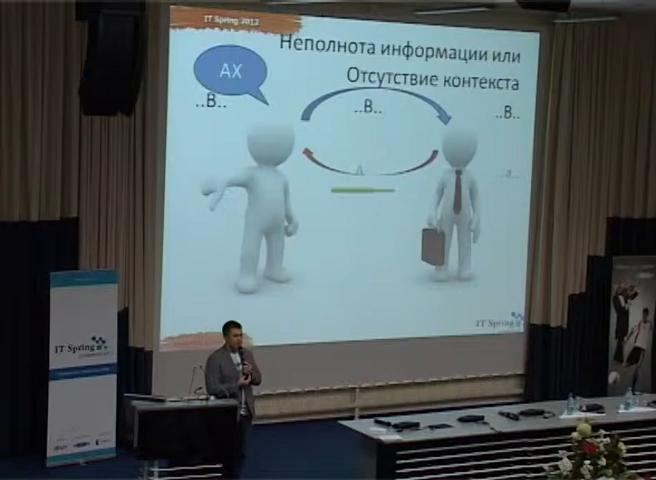 IT Spring 2012
Неполнота информации или
Отсутствие контекста
АХ
..В..
..В..
..В..
IT Spring
IT Spring